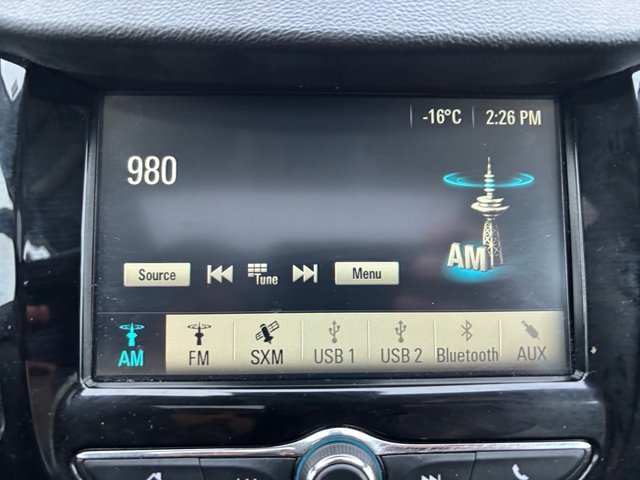 -16°C 2:26 PM
980
AM
Source Tune Menu
AM FM SXM USB 1 USB 2 Bluetooth AUX